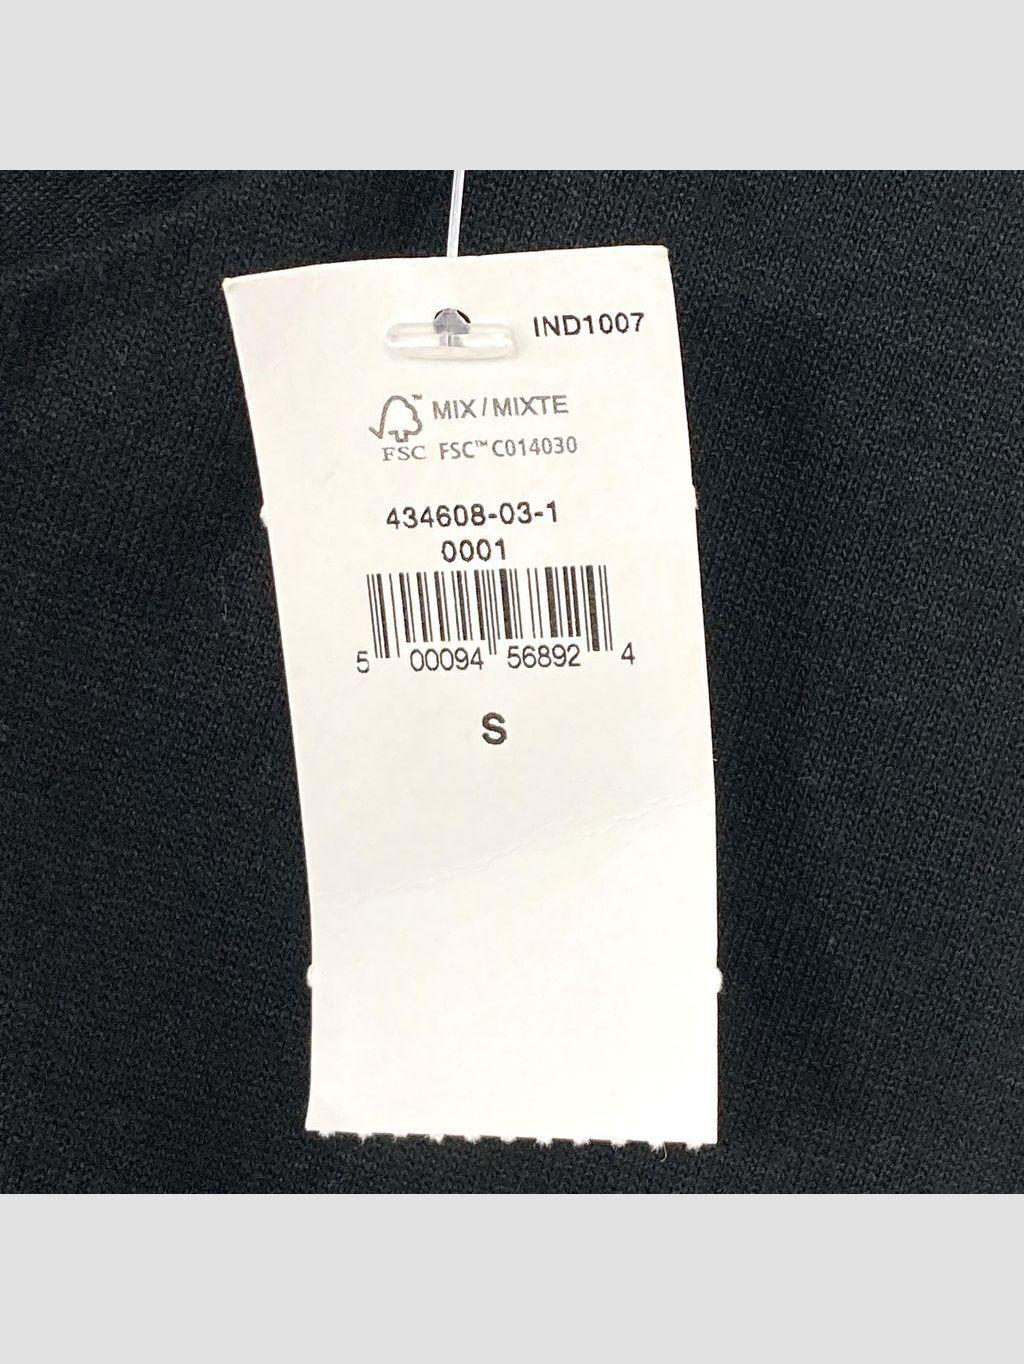 IND1007
MIX / MIXTE
FSC FSC™ C014030
434608-03-1
0001
5 00094 56892 4
S